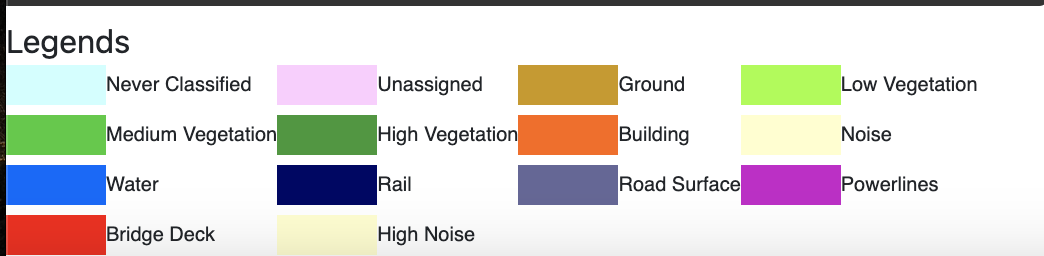 Legends
Never Classified Unassigned Ground Low Vegetation
Medium Vegetation High Vegetation Building Noise
Water Rail Road Surface Powerlines
Bridge Deck High Noise